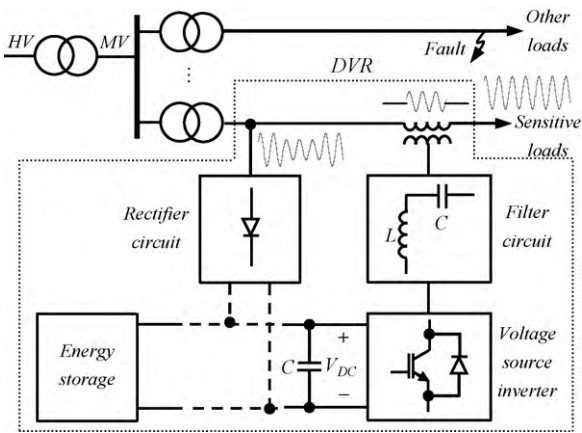 HV
MV
Other
loads
Fault
DVR
⋮
Sensitive
loads
Rectifier
circuit
L
C
Filter
circuit
Energy
storage
C
+
V_DC
−
Voltage
source
inverter